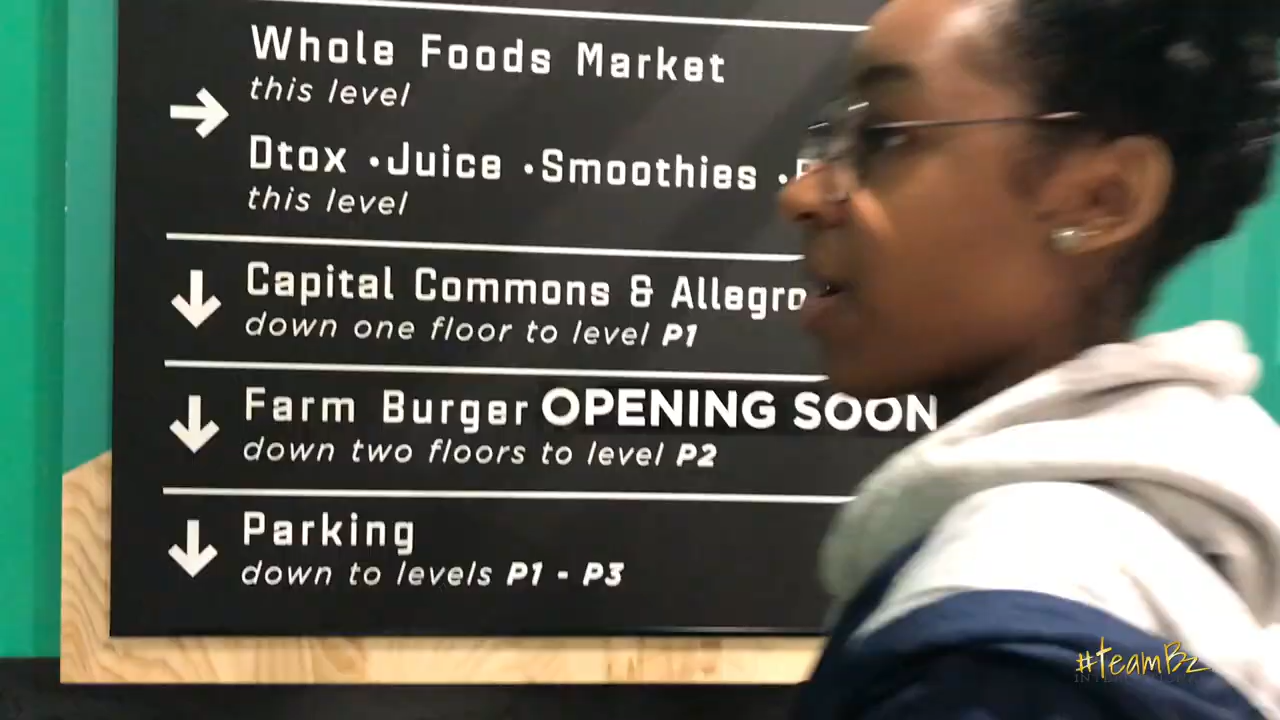 Whole Foods Market
this level
Dtox • Juice • Smoothies •
this level
Capital Commons & Allegro
down one floor to level P1
Farm Burger OPENING SOON
down two floors to level P2
Parking
down to levels P1 - P3
#teamBz